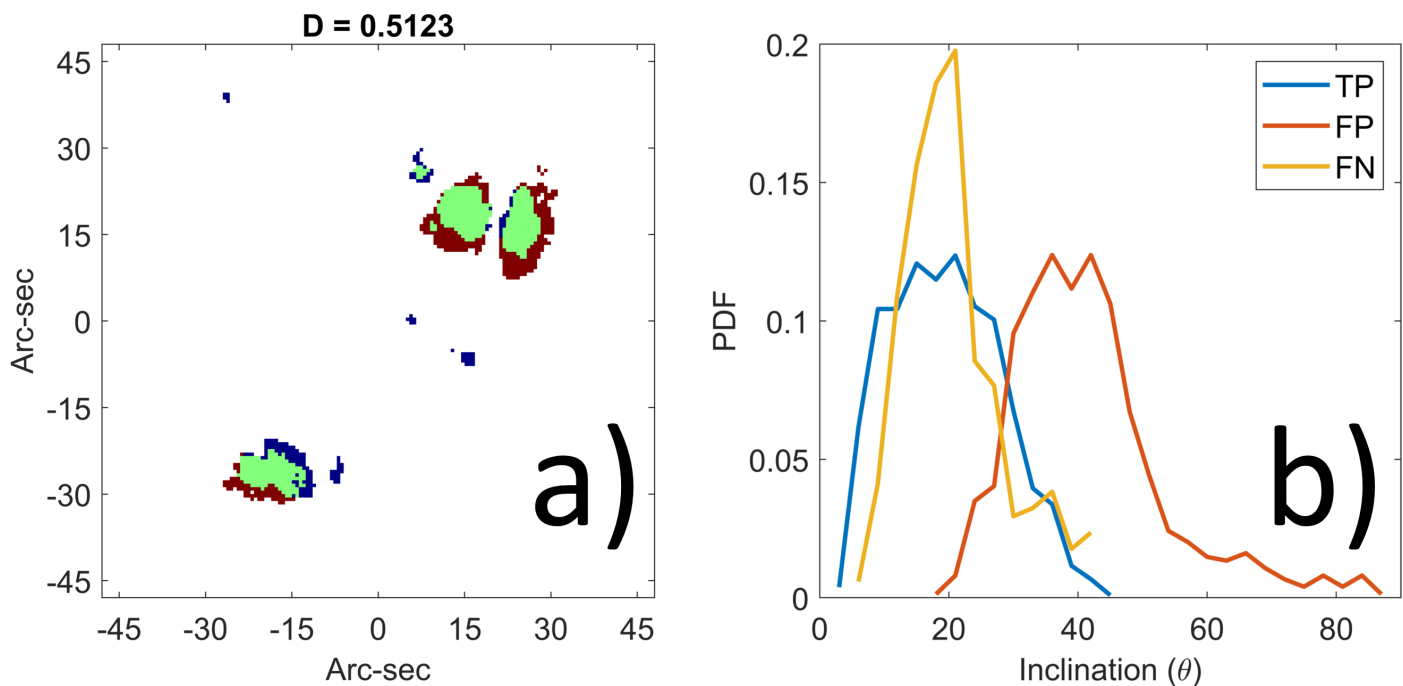 D = 0.5123
45
30
15
0
-15
-30
-45
-45 -30 -15 0 15 30 45
Arc-sec
Arc-sec
a)
0.2
0.15
0.1
0.05
0
0 20 40 60 80
PDF
Inclination (θ)
TP
FP
FN
b)